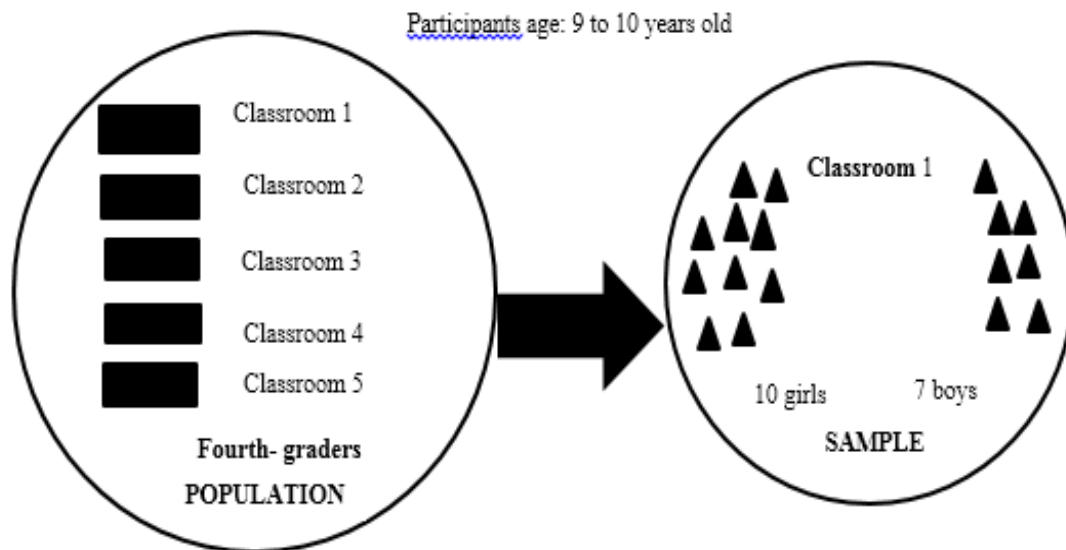 Participants age: 9 to 10 years old
Classroom 1
Classroom 2
Classroom 3
Classroom 4
Classroom 5
Fourth- graders
POPULATION
Classroom 1
10 girls
7 boys
SAMPLE